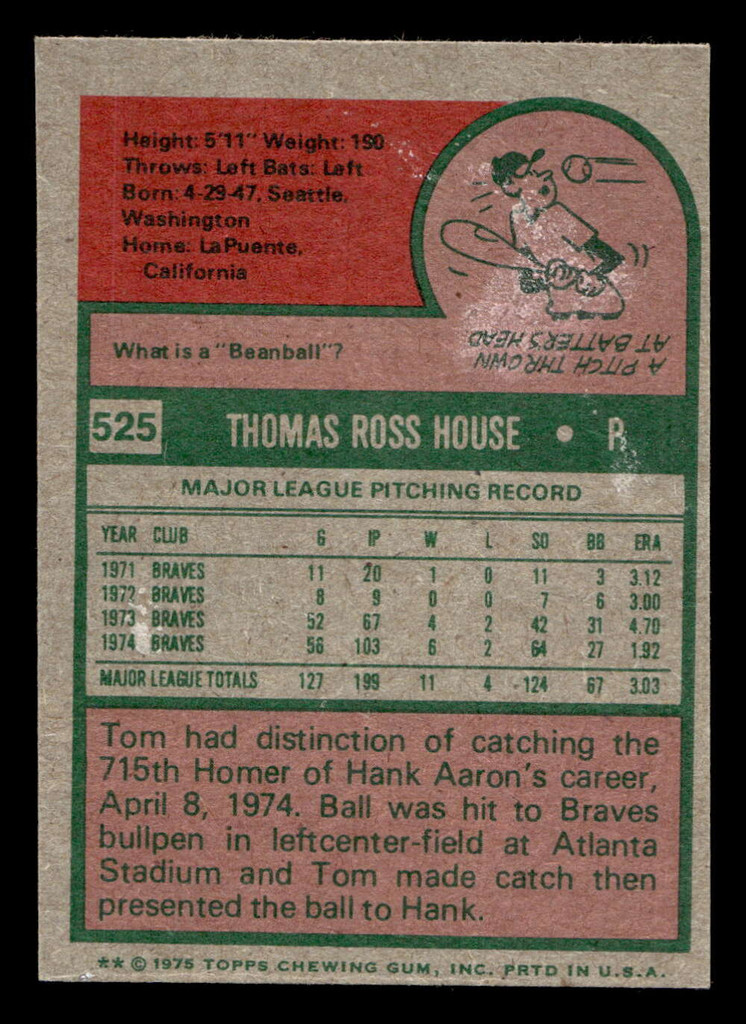 Height: 5'11" Weight: 190
Throws: Left Bats: Left
Born: 4-29-47, Seattle,
Washington
Home: LaPuente,
California
What is a "Beanball"?
A PITCH THROWN
AT BATTER'S HEAD
525 THOMAS ROSS HOUSE • P.
MAJOR LEAGUE PITCHING RECORD
YEAR CLUB G IP W L SO BB ERA
1971 BRAVES 11 20 1 0 11 3 3.12
1972 BRAVES 8 9 0 0 7 6 3.00
1973 BRAVES 52 67 4 2 42 31 4.70
1974 BRAVES 56 103 6 2 64 27 1.92
MAJOR LEAGUE TOTALS 127 199 11 4 124 67 3.03
Tom had distinction of catching the
715th Homer of Hank Aaron's career,
April 8, 1974. Ball was hit to Braves
bullpen in leftcenter-field at Atlanta
Stadium and Tom made catch then
presented the ball to Hank.
** © 1975 TOPPS CHEWING GUM, INC. PRTD IN U.S.A.